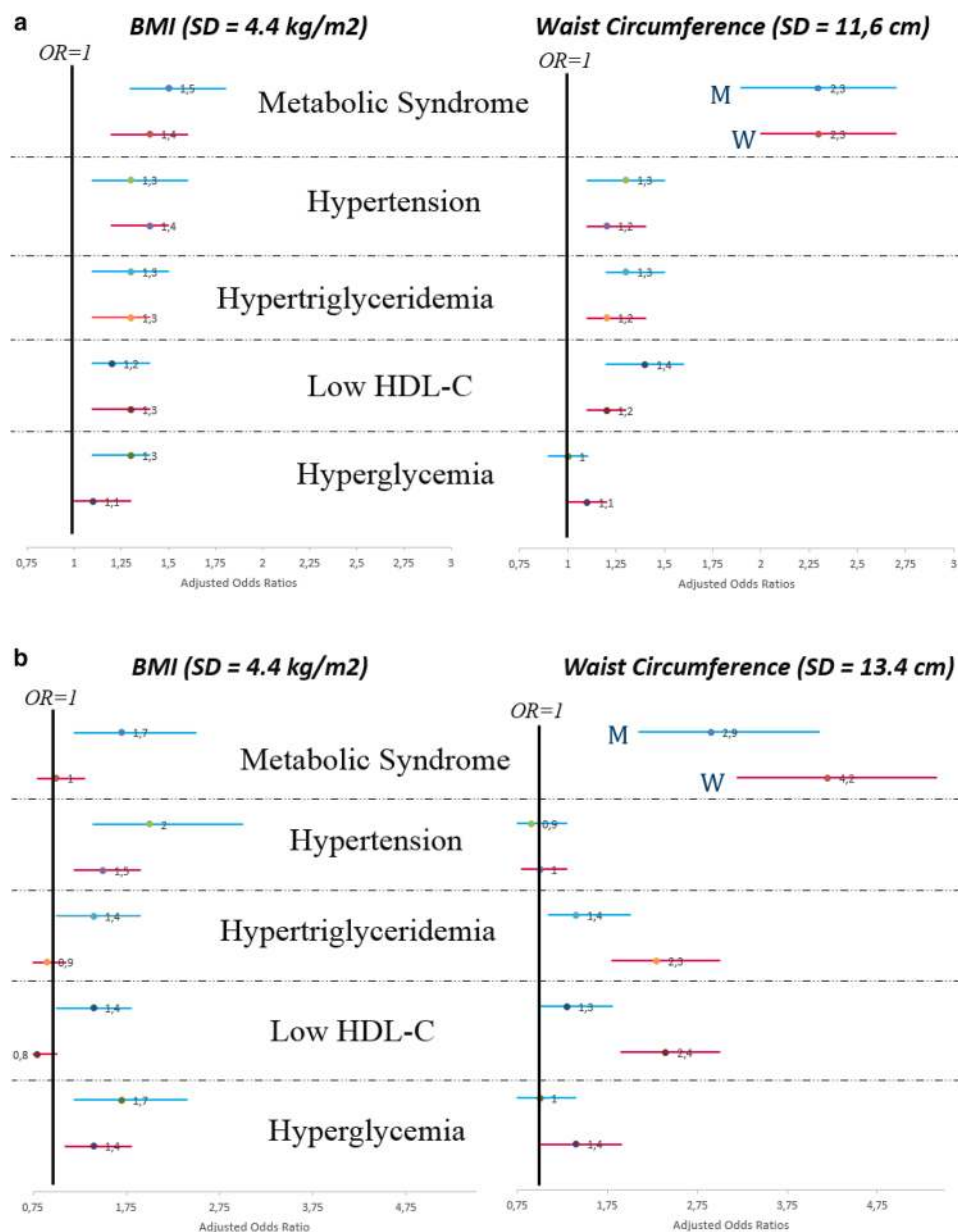 a
BMI (SD = 4.4 kg/m2)
Waist Circumference (SD = 11,6 cm)
OR=1
OR=1
1,5
Metabolic Syndrome
M
2,3
1,4
W
2,3
1,3
1,3
Hypertension
1,4
1,2
1,3
1,3
Hypertriglyceridemia
1,3
1,2
1,2
1,4
Low HDL-C
1,3
1,2
1,3
1
Hyperglycemia
1,1
1,1
0,75 1 1,25 1,5 1,75 2 2,25 2,5 2,75 3
0,75 1 1,25 1,5 1,75 2 2,25 2,5 2,75 3
Adjusted Odds Ratios
Adjusted Odds Ratios
b
BMI (SD = 4.4 kg/m2)
Waist Circumference (SD = 13.4 cm)
OR=1
OR=1
1,7
M
2,9
Metabolic Syndrome
1
W
4,2
2
0,9
Hypertension
1,5
1
1,4
1,4
Hypertriglyceridemia
0,9
2,3
1,4
1,3
Low HDL-C
0,8
2,4
1,7
1
Hyperglycemia
1,4
1,4
0,75 1,75 2,75 3,75 4,75
0,75 1,75 2,75 3,75 4,75
Adjusted Odds Ratio
Adjusted Odds Ratios